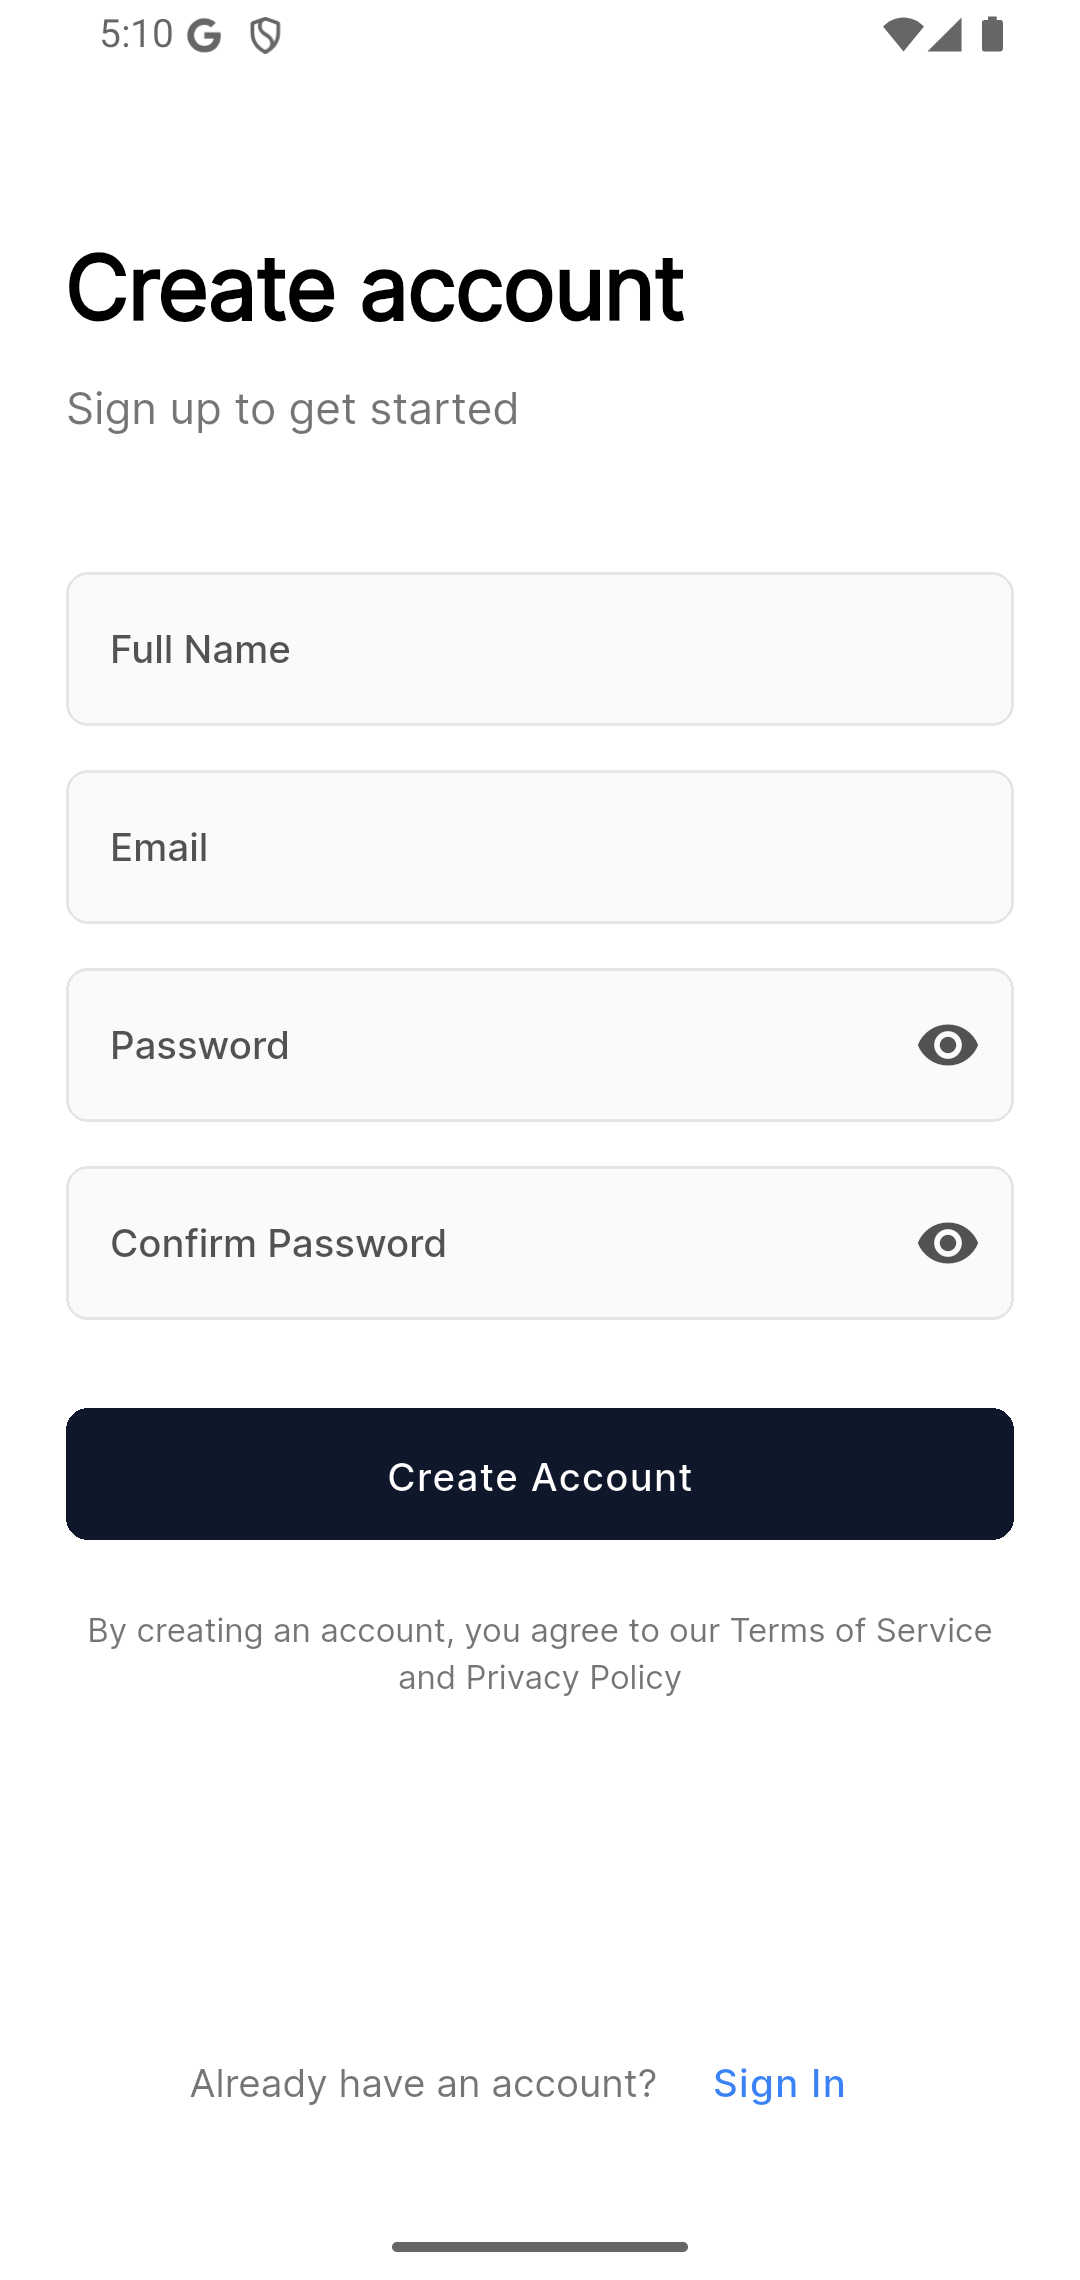 5:10
Create account
Sign up to get started
Full Name
Email
Password
Confirm Password
Create Account
By creating an account, you agree to our Terms of Service
and Privacy Policy
Already have an account? Sign In